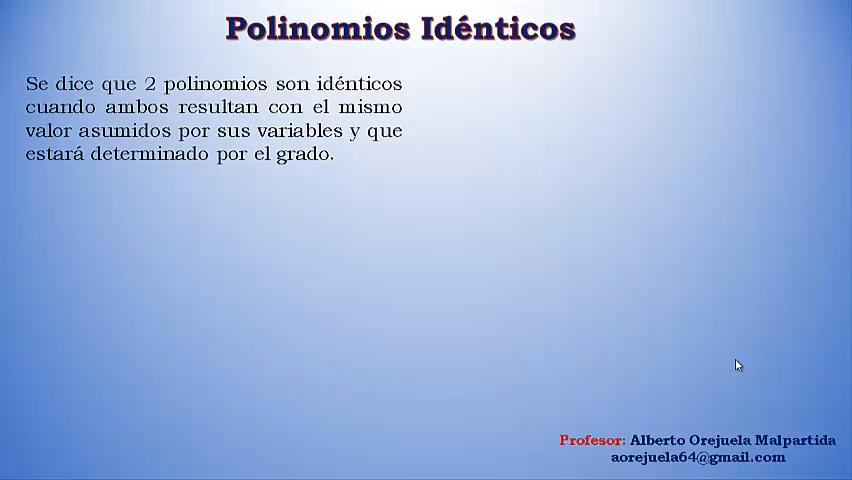 Polinomios Idénticos
Se dice que 2 polinomios son idénticos
cuando ambos resultan con el mismo
valor asumidos por sus variables y que
estará determinado por el grado.
Profesor: Alberto Orejuela Malpartida
aorejuela64@gmail.com